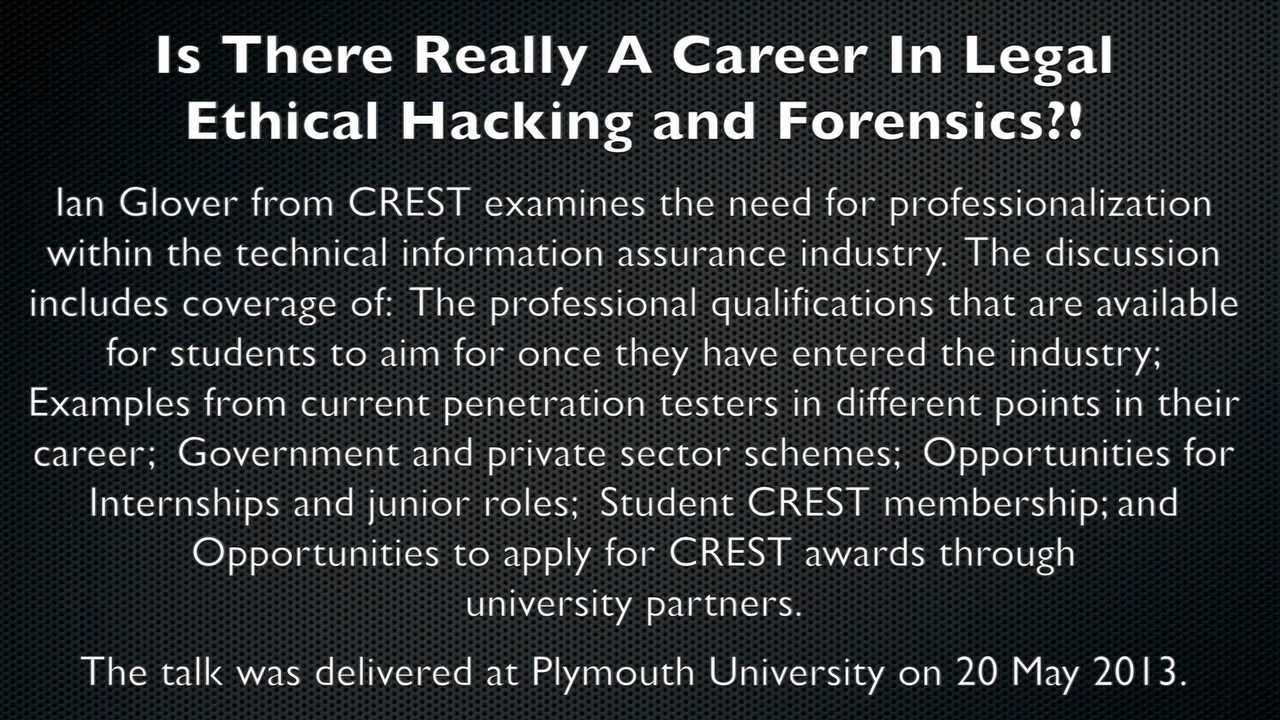 Is There Really A Career In Legal
Ethical Hacking and Forensics?!
Ian Glover from CREST examines the need for professionalization
within the technical information assurance industry.  The discussion
includes coverage of:  The professional qualifications that are available
for students to aim for once they have entered the industry;
Examples from current penetration testers in different points in their
career;  Government and private sector schemes;  Opportunities for
Internships and junior roles;  Student CREST membership; and
Opportunities to apply for CREST awards through
university partners.
The talk was delivered at Plymouth University on 20 May 2013.